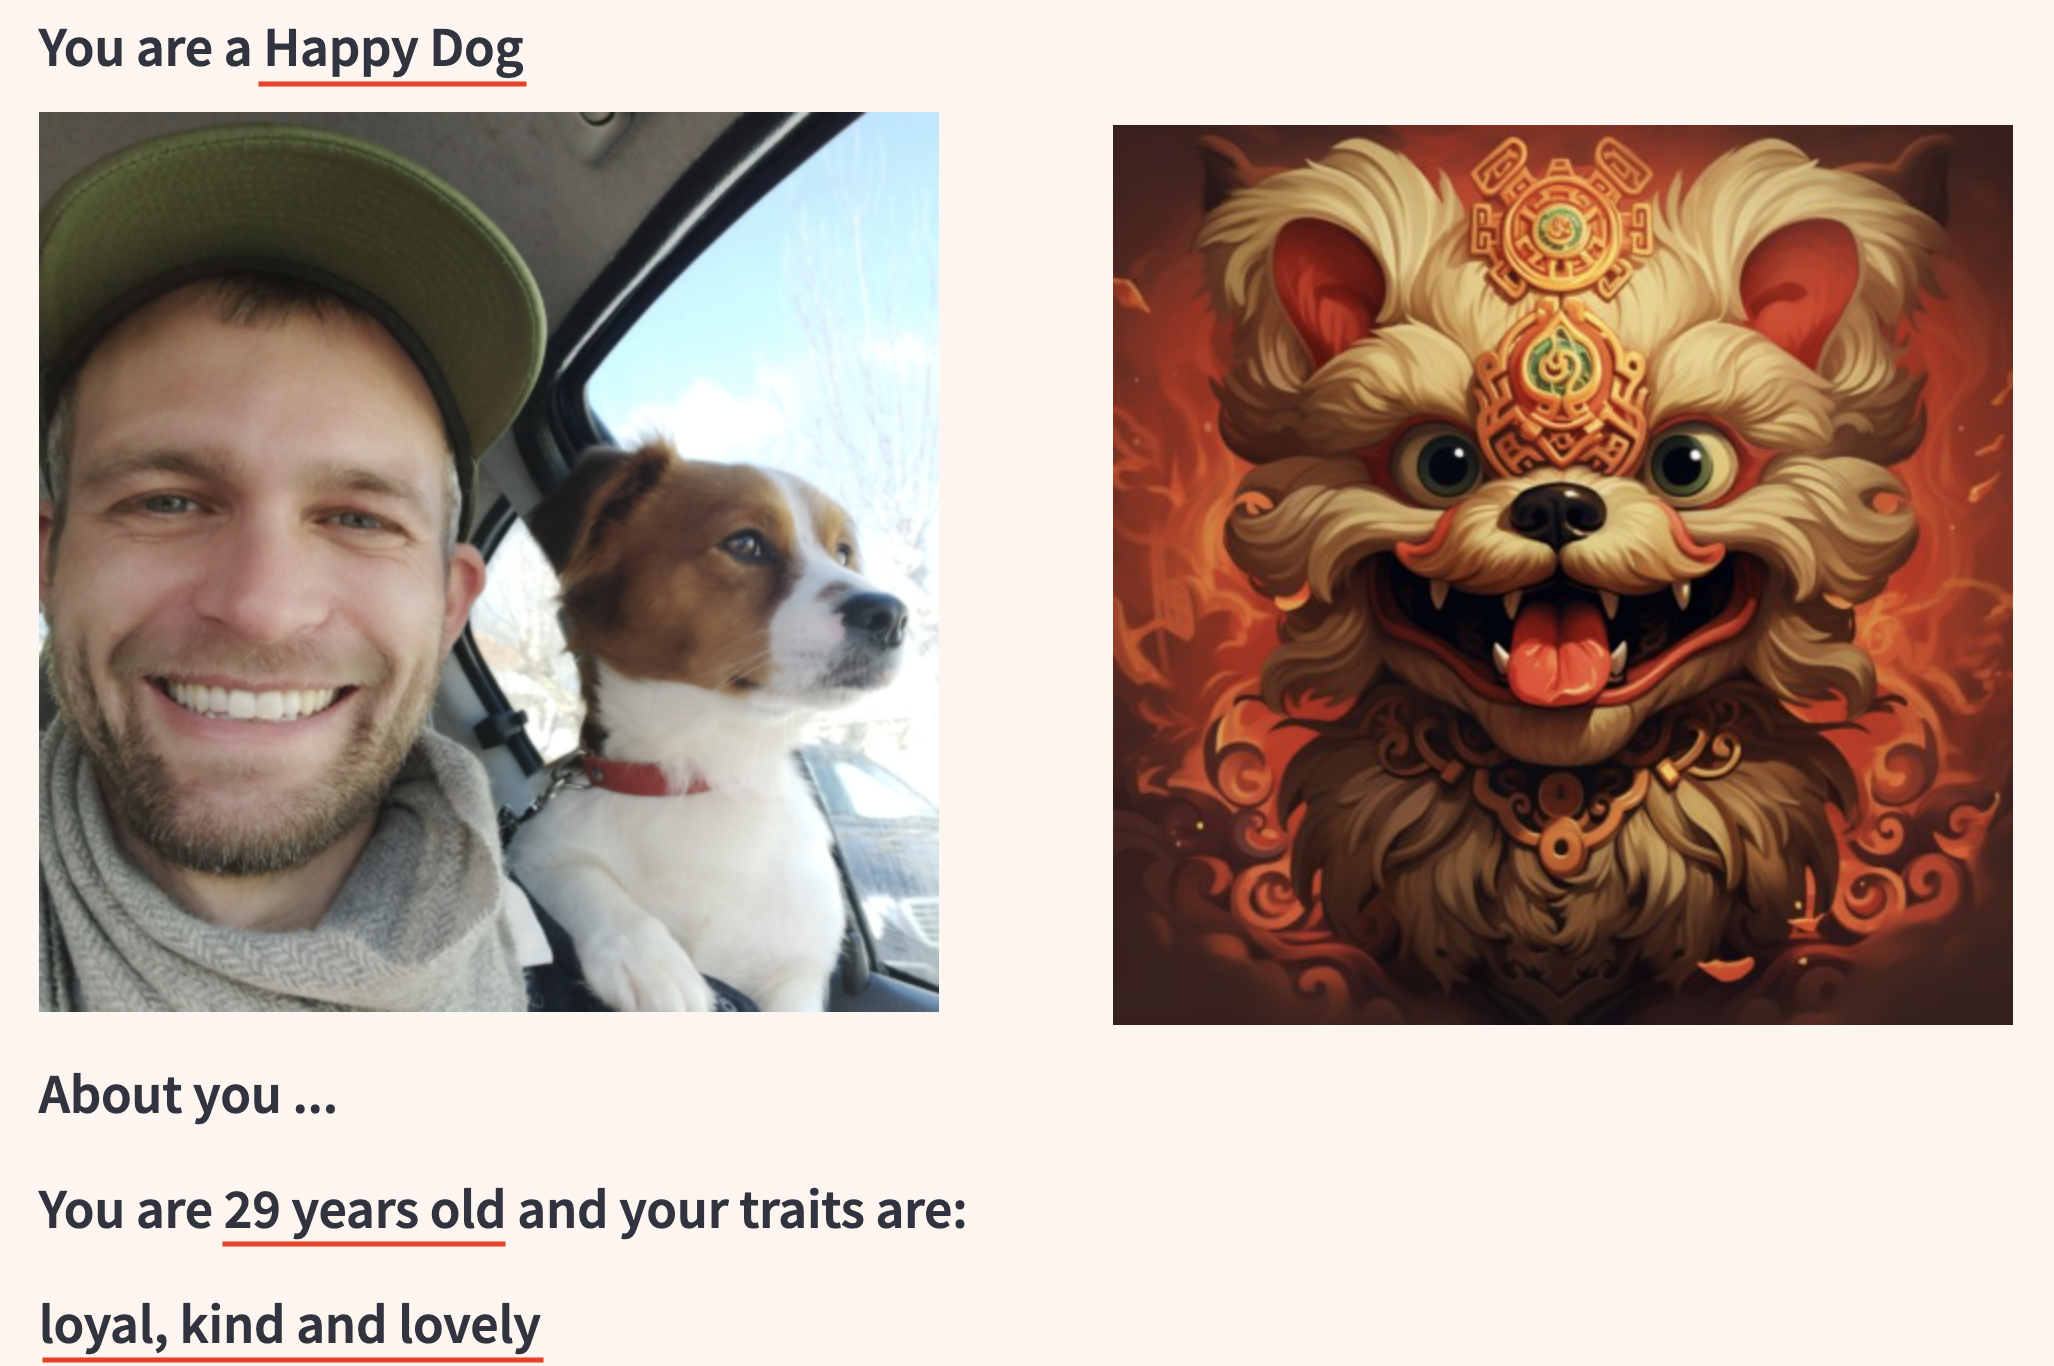 You are a Happy Dog
About you ...
You are 29 years old and your traits are:
loyal, kind and lovely